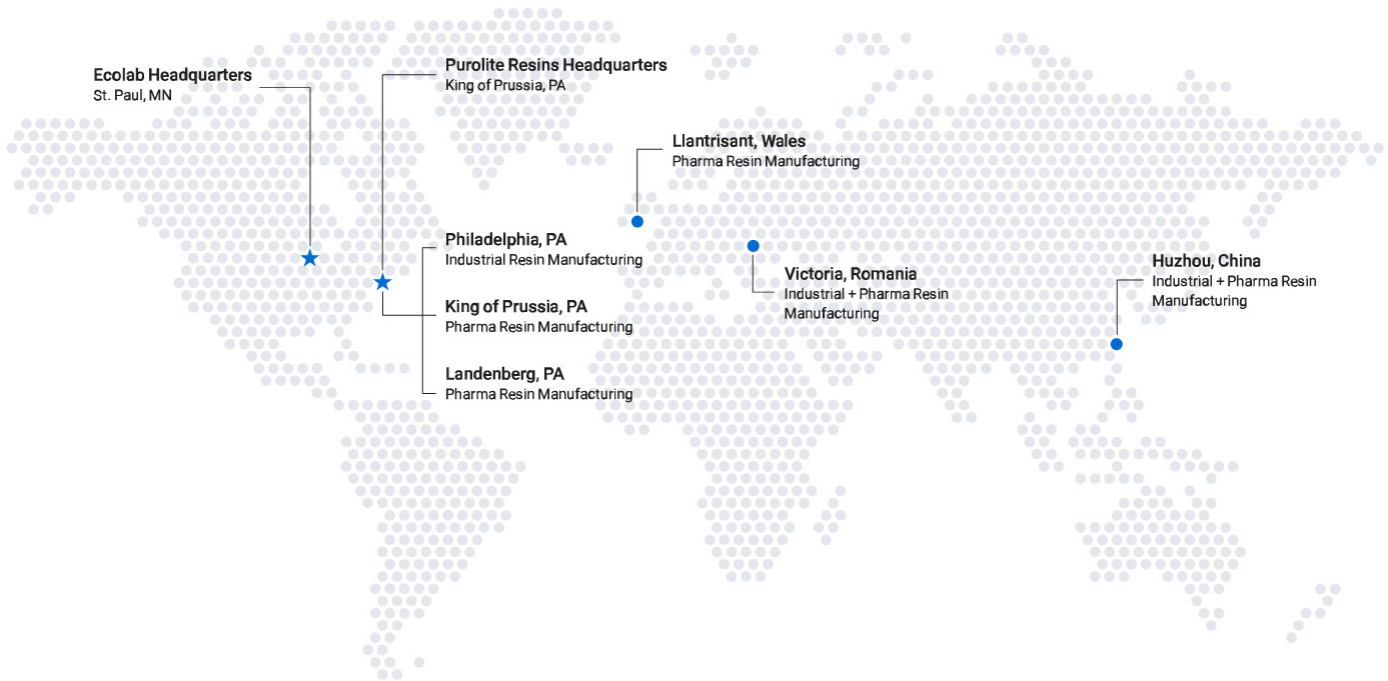 Ecolab Headquarters
St. Paul, MN
Purolite Resins Headquarters
King of Prussia, PA
Llantrisant, Wales
Pharma Resin Manufacturing
Philadelphia, PA
Industrial Resin Manufacturing
King of Prussia, PA
Pharma Resin Manufacturing
Landenberg, PA
Pharma Resin Manufacturing
Victoria, Romania
Industrial + Pharma Resin
Manufacturing
Huzhou, China
Industrial + Pharma Resin
Manufacturing